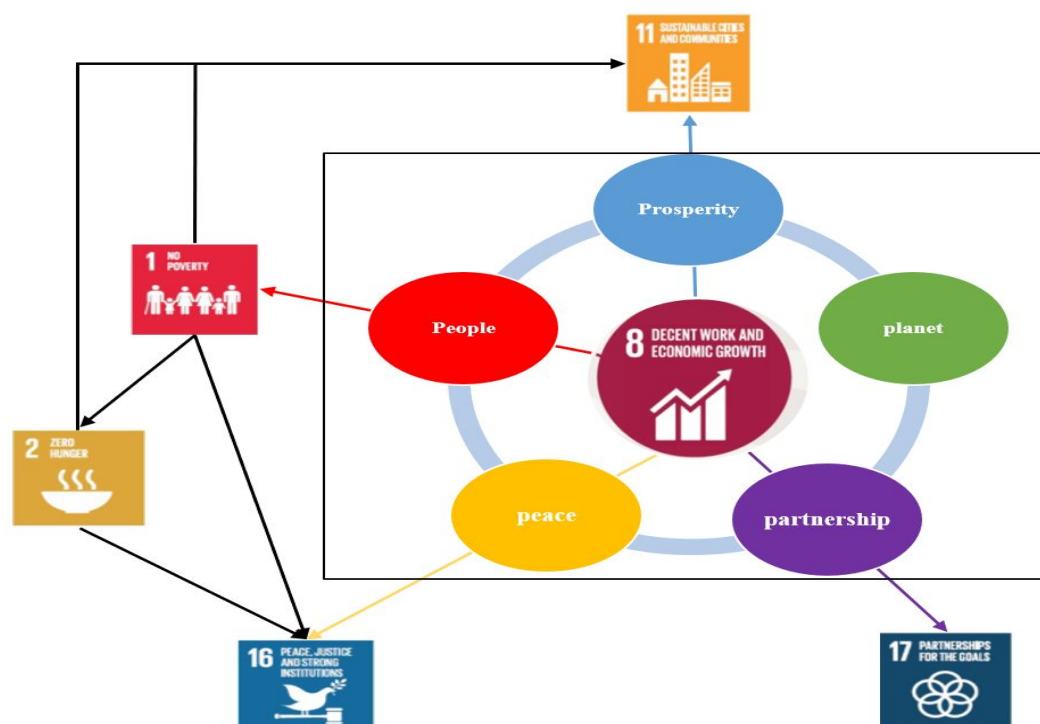 11 SUSTAINABLE CITIES
AND COMMUNITIES
Prosperity
1 NO
POVERTY
People
8 DECENT WORK AND
ECONOMIC GROWTH
planet
2 ZERO
HUNGER
peace
partnership
16 PEACE, JUSTICE
AND STRONG
INSTITUTIONS
17 PARTNERSHIPS
FOR THE GOALS